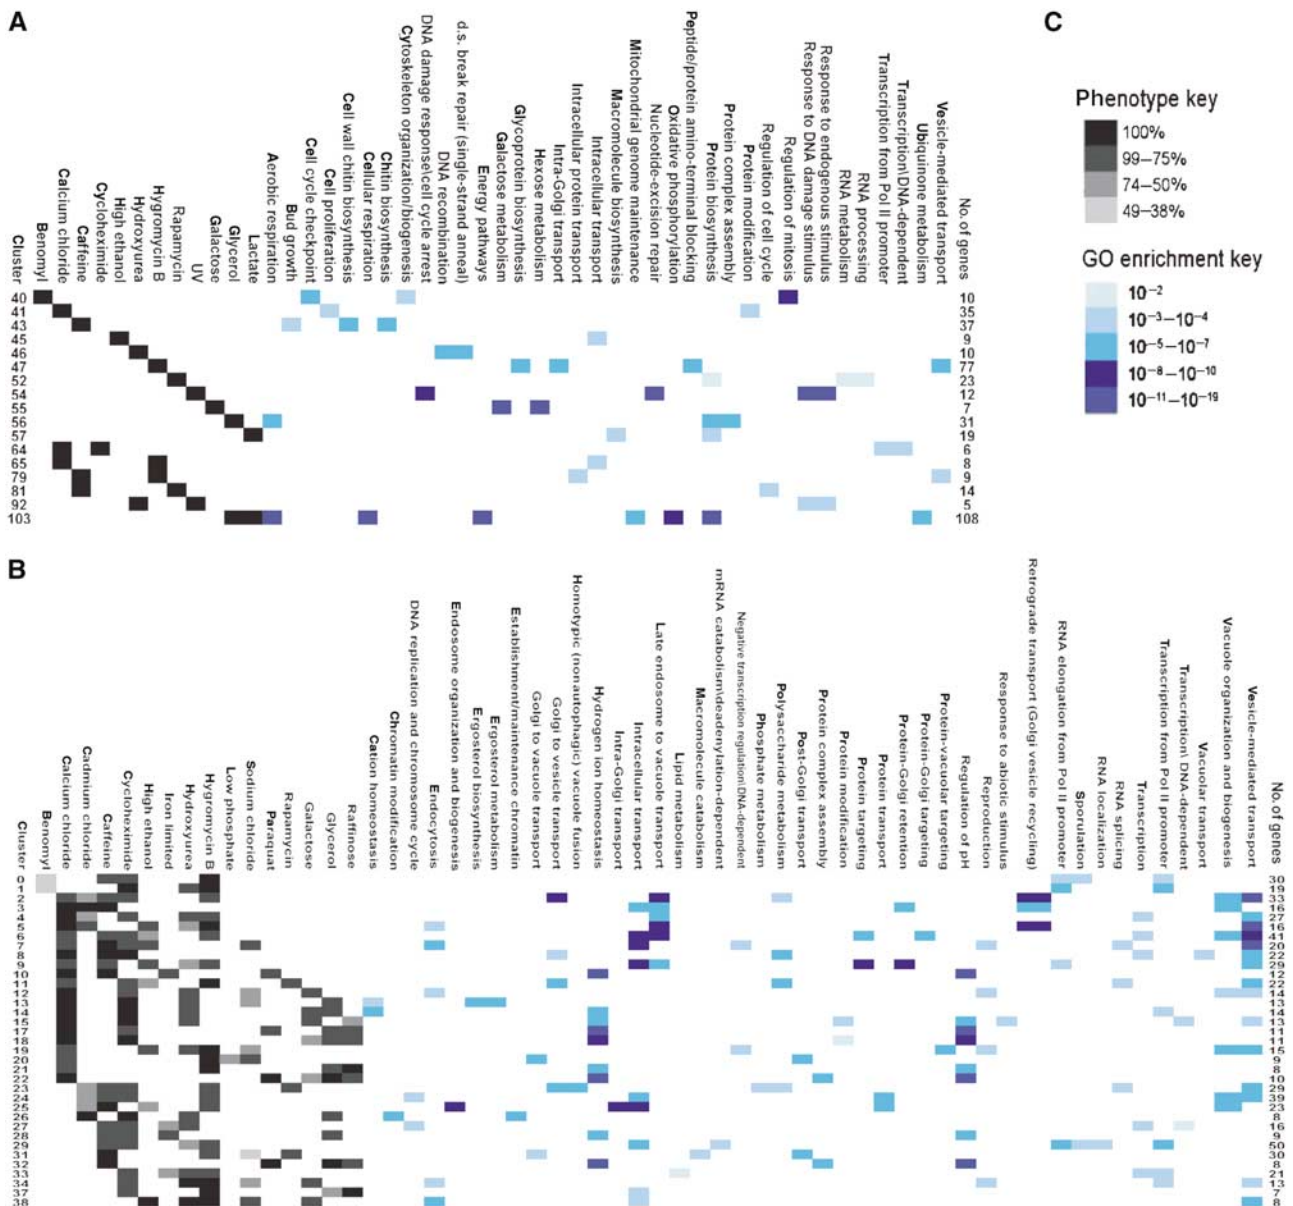 A
C
Cluster
Benomyl
Calcium chloride
Caffeine
Cycloheximide
High ethanol
Hydroxyurea
Hygromycin B
Rapamycin
UV
Galactose
Glycerol
Lactate
Aerobic respiration
Bud growth
Cell cycle checkpoint
Cell proliferation
Cell wall chitin biosynthesis
Cellular respiration
Chitin biosynthesis
Cytoskeleton organization/biogenesis
DNA damage response\cell cycle arrest
DNA recombination
d.s. break repair (single-strand anneal)
Energy pathways
Galactose metabolism
Glycoprotein biosynthesis
Hexose metabolism
Intra-Golgi transport
Intracellular protein transport
Intracellular transport
Macromolecule biosynthesis
Mitochondrial genome maintenance
Nucleotide-excision repair
Oxidative phosphorylation
Peptide/protein amino-terminal blocking
Protein biosynthesis
Protein complex assembly
Protein modification
Regulation of cell cycle
Regulation of mitosis
Response to DNA damage stimulus
Response to endogenous stimulus
RNA metabolism
RNA processing
Transcription from Pol II promoter
Transcription\DNA-dependent
Ubiquinone metabolism
Vesicle-mediated transport
No. of genes
40 10
41 35
43 37
45 9
46 10
47 77
52 23
54 12
55 7
56 31
57 19
64 6
65 8
79 9
81 14
92 5
103 108
Phenotype key
100%
99–75%
74–50%
49–38%
GO enrichment key
10⁻²
10⁻³–10⁻⁴
10⁻⁵–10⁻⁷
10⁻⁸–10⁻¹⁰
10⁻¹¹–10⁻¹⁹
B
Cluster
Benomyl
Calcium chloride
Cadmium chloride
Caffeine
Cycloheximide
High ethanol
Iron limited
Hydroxyurea
Hygromycin B
Low phosphate
Sodium chloride
Paraquat
Rapamycin
Galactose
Glycerol
Raffinose
Cation homeostasis
Chromatin modification
DNA replication and chromosome cycle
Endocytosis
Endosome organization and biogenesis
Ergosterol biosynthesis
Ergosterol metabolism
Establishment/maintenance chromatin
Golgi to vacuole transport
Golgi to vesicle transport
Homotypic (nonautophagic) vacuole fusion
Hydrogen ion homeostasis
Intra-Golgi transport
Intracellular transport
Late endosome to vacuole transport
Lipid metabolism
Macromolecule catabolism
mRNA catabolism\deadenylation-dependent
Negative transcription regulation\DNA-dependent
Phosphate metabolism
Polysaccharide metabolism
Post-Golgi transport
Protein complex assembly
Protein modification
Protein targeting
Protein transport
Protein-Golgi retention
Protein-Golgi targeting
Protein-vacuolar targeting
Regulation of pH
Reproduction
Response to abiotic stimulus
Retrograde transport (Golgi vesicle recycling)
RNA elongation from Pol II promoter
Sporulation
RNA localization
RNA splicing
Transcription
Transcription from Pol II promoter
Transcription\ DNA-dependent
Vacuolar transport
Vacuole organization and biogenesis
Vesicle-mediated transport
No. of genes
0 30
1 19
2 33
3 16
4 27
5 16
6 41
7 20
8 22
9 29
10 8
11 22
12 14
13 13
14 14
15 13
17 11
18 11
19 15
20 9
21 8
22 10
23 29
24 39
25 23
26 8
27 16
28 9
29 50
31 30
32 8
33 21
34 13
37 7
38 8